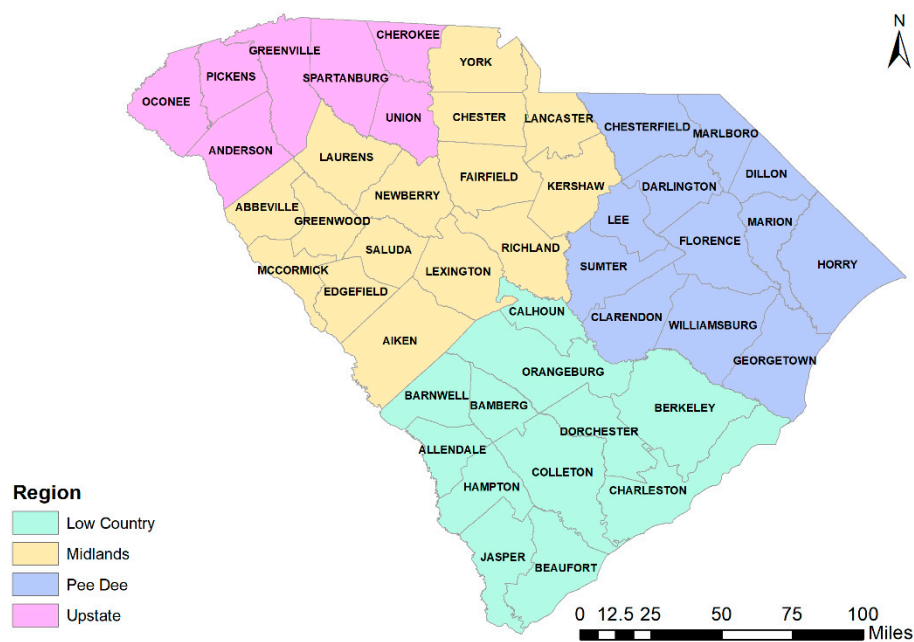 N
CHEROKEE
GREENVILLE
YORK
PICKENS
SPARTANBURG
OCONEE
UNION
CHESTER
LANCASTER
CHESTERFIELD
MARLBORO
ANDERSON
LAURENS
FAIRFIELD
KERSHAW
DARLINGTON
DILLON
NEWBERRY
ABBEVILLE
GREENWOOD
LEE
MARION
SALUDA
RICHLAND
FLORENCE
MCCORMICK
LEXINGTON
SUMTER
HORRY
EDGEFIELD
CALHOUN
CLARENDON
WILLIAMSBURG
AIKEN
GEORGETOWN
ORANGEBURG
BARNWELL
BAMBERG
BERKELEY
DORCHESTER
ALLENDALE
COLLETON
HAMPTON
CHARLESTON
JASPER
BEAUFORT
Region
Low Country
Midlands
Pee Dee
Upstate
0 12.5 25 50 75 100
Miles